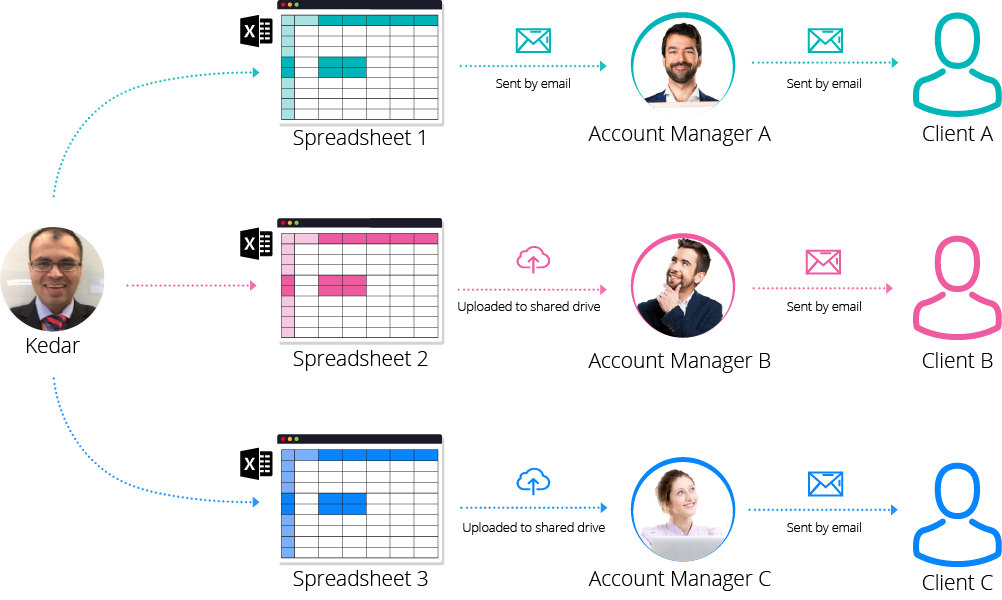 X
Spreadsheet 1
Sent by email
Account Manager A
Sent by email
Client A
Kedar
X
Spreadsheet 2
Uploaded to shared drive
Account Manager B
Sent by email
Client B
X
Spreadsheet 3
Uploaded to shared drive
Account Manager C
Sent by email
Client C